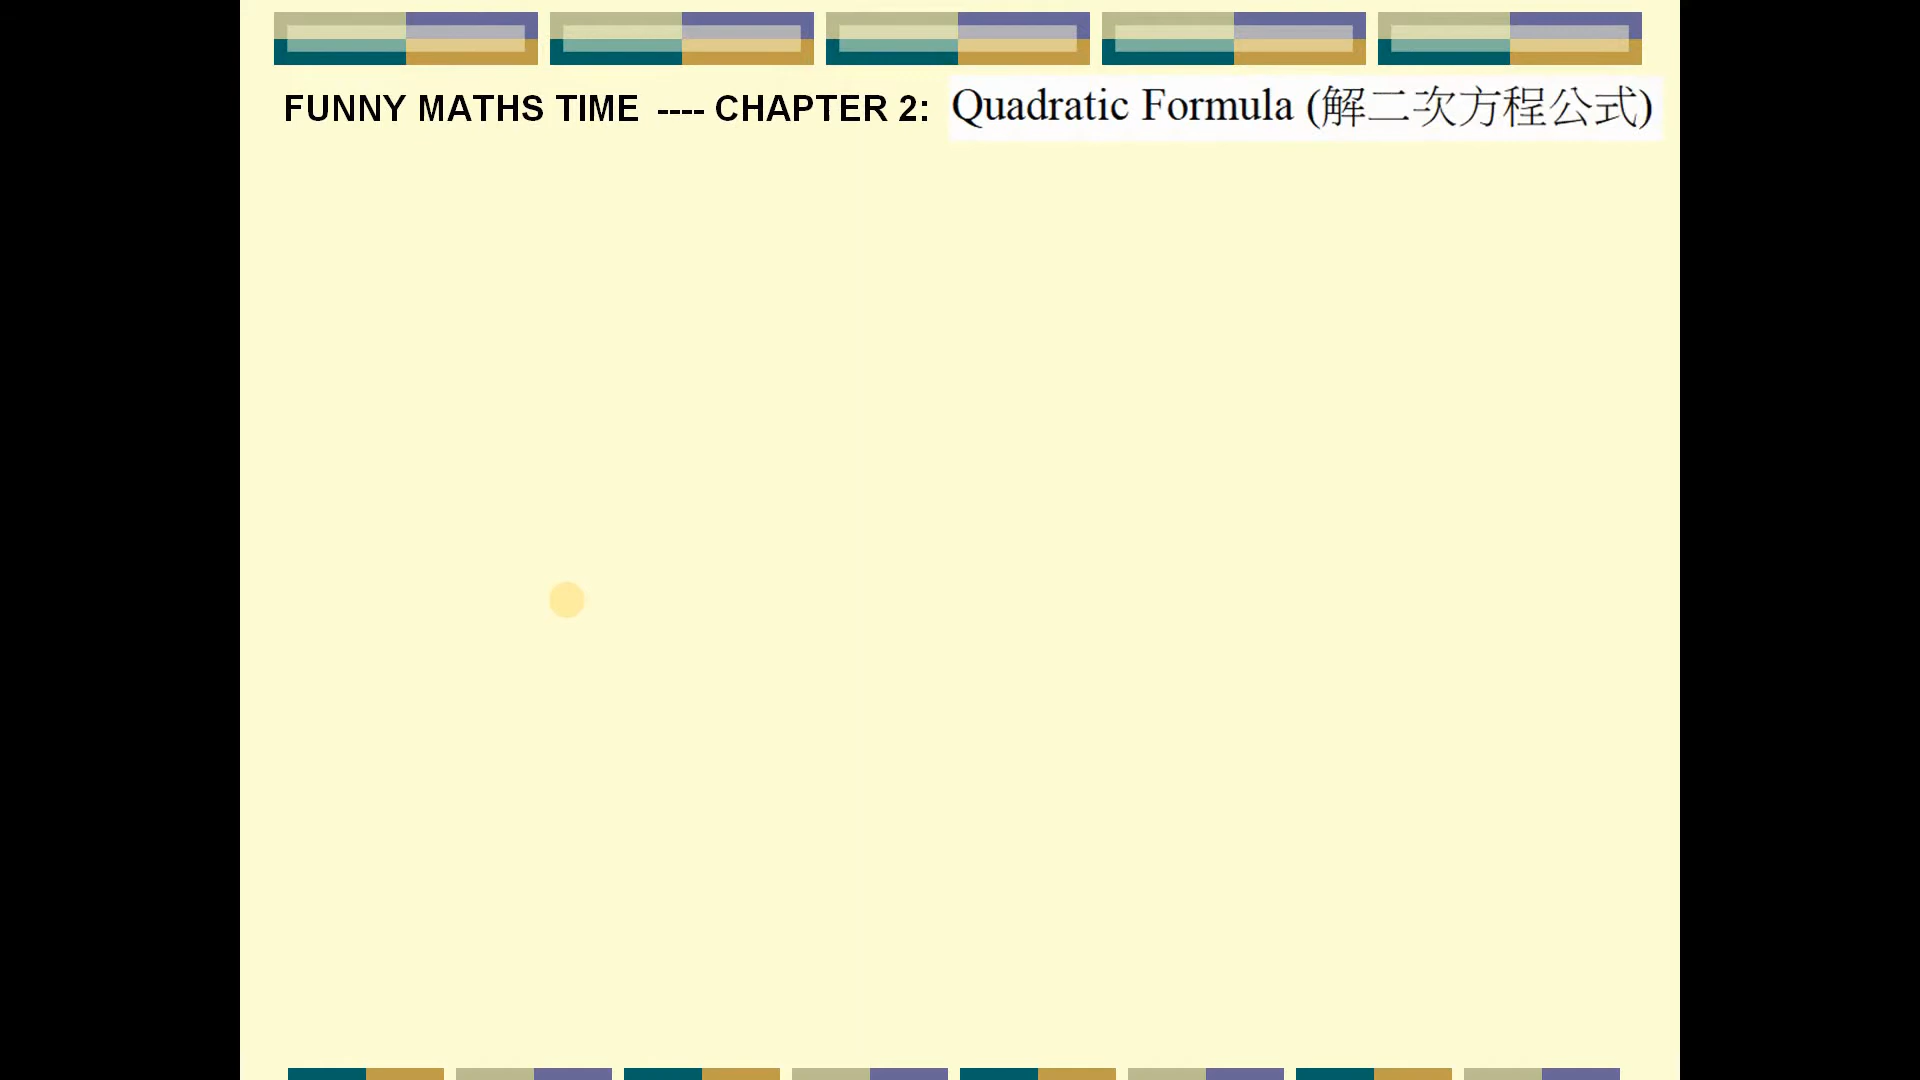 FUNNY MATHS TIME ---- CHAPTER 2: Quadratic Formula (解二次方程公式)